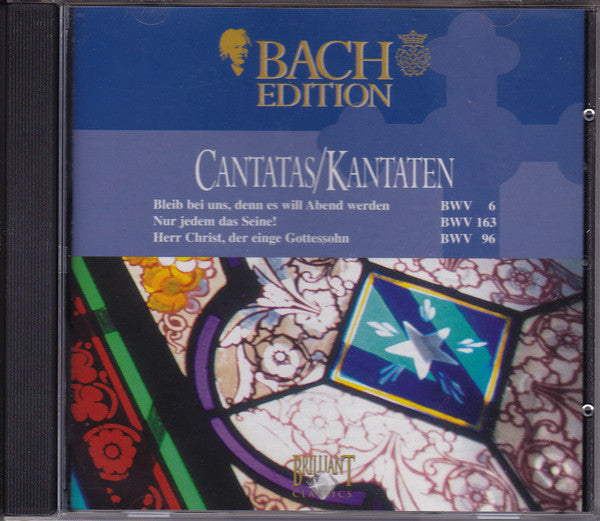 BACH
EDITION
CANTATAS/KANTATEN
Bleib bei uns, denn es will Abend werden BWV 6
Nur jedem das Seine! BWV 163
Herr Christ, der einge Gottessohn BWV 96
BRILLIANT
CLASSICS